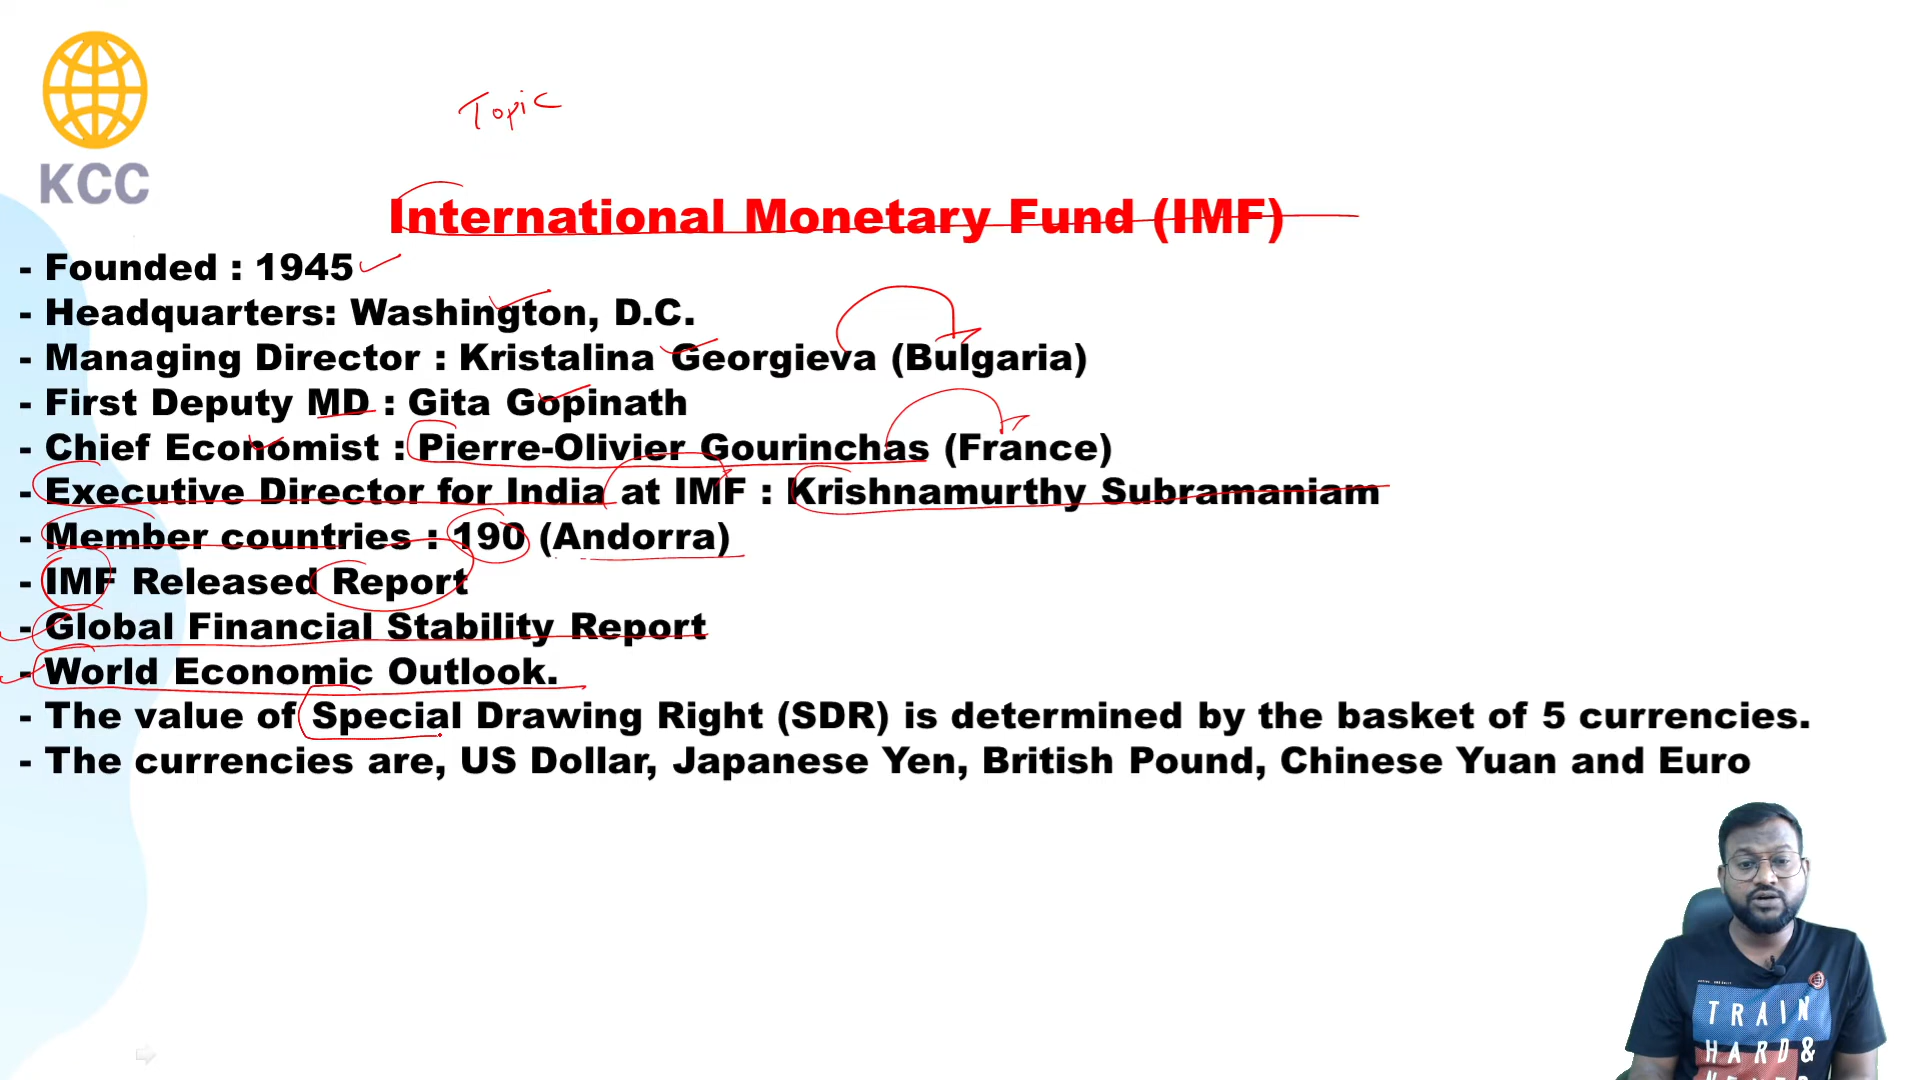 KCC
Topic
International Monetary Fund (IMF)
- Founded : 1945
- Headquarters: Washington, D.C.
- Managing Director : Kristalina Georgieva (Bulgaria)
- First Deputy MD : Gita Gopinath
- Chief Economist : Pierre-Olivier Gourinchas (France)
- Executive Director for India at IMF : Krishnamurthy Subramaniam
- Member countries : 190 (Andorra)
- IMF Released Report
- Global Financial Stability Report
- World Economic Outlook.
- The value of Special Drawing Right (SDR) is determined by the basket of 5 currencies.
- The currencies are, US Dollar, Japanese Yen, British Pound, Chinese Yuan and Euro
TRAIN
HARD&